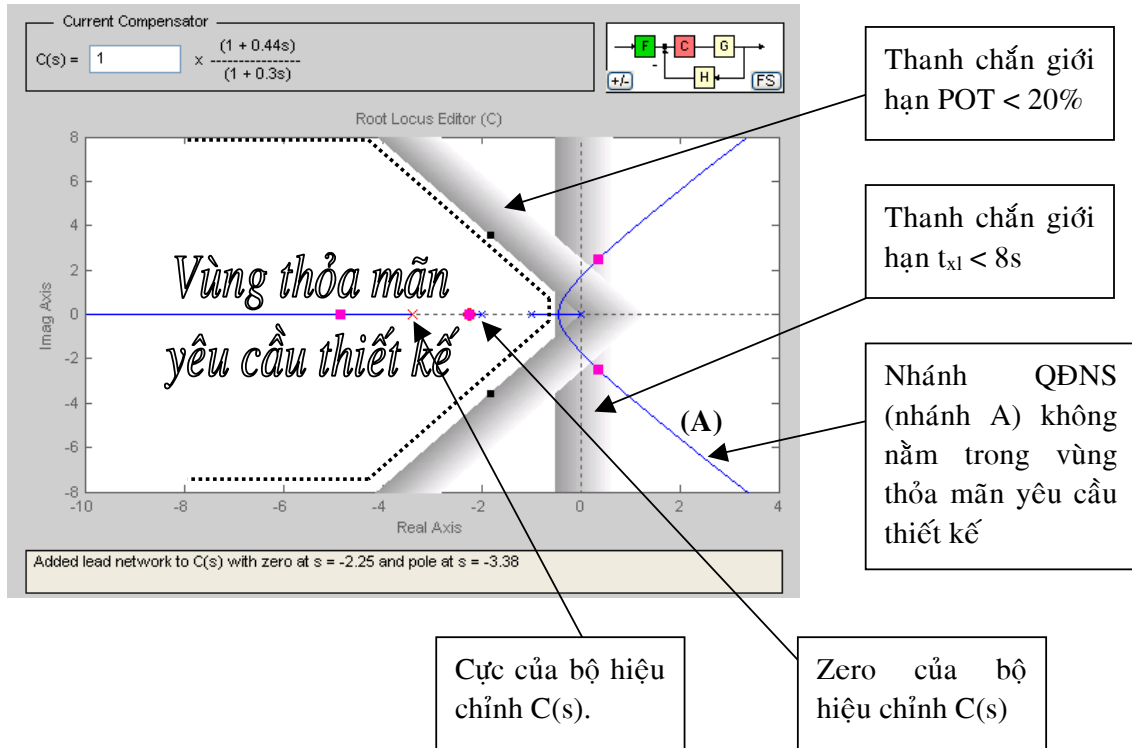 Current Compensator
C(s) = 1 x (1 + 0.44s)
---------------
(1 + 0.3s)
F C G
-
H
+/- FS
Root Locus Editor (C)
8
6
4
2
0
-2
-4
-6
-8
-10 -8 -6 -4 -2 0 2 4
Imag Axis
Real Axis
Vùng thỏa mãn
yêu cầu thiết kế
(A)
Added lead network to C(s) with zero at s = -2.25 and pole at s = -3.38
Thanh chắn giới
hạn POT < 20%
Thanh chắn giới
hạn txl < 8s
Nhánh QĐNS
(nhánh A) không
nằm trong vùng
thỏa mãn yêu cầu
thiết kế
Cực của bộ hiệu
chỉnh C(s).
Zero của bộ
hiệu chỉnh C(s)